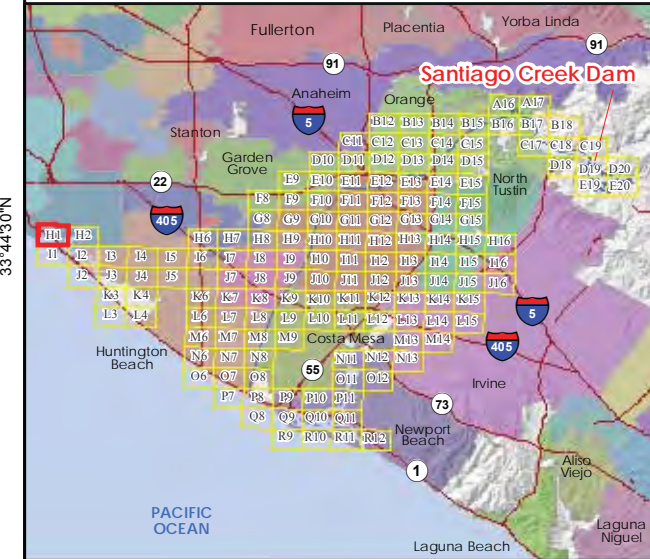 Fullerton
Placentia
Yorba Linda
91
91
Santiago Creek Dam
Anaheim
Orange
5
A16 A17
B12 B13 B14 B15 B16 B17 B18
Stanton
C11 C12 C13 C14 C15 C17 C18 C19
Garden
Grove
D10 D11 D12 D13 D14 D15 D18 D19 D20
22
E9 E10 E11 E12 E13 E14 E15 E19 E20
North
Tustin
F8 F9 F10 F11 F12 F13 F14 F15
405
G8 G9 G10 G11 G12 G13 G14 G15
33°44'30"N
H1 H2 H6 H7 H8 H9 H10 H11 H12 H13 H14 H15 H16
I1 I2 I3 I4 I5 I6 I7 I8 I9 I10 I11 I12 I13 I14 I15 I16
J2 J3 J4 J5 J7 J8 J9 J10 J11 J12 J13 J14 J15 J16
K3 K4 K6 K7 K8 K9 K10 K11 K12 K13 K14 K15
5
L3 L4 L6 L7 L8 L9 L10 L11 L12 L13 L14 L15
M6 M7 M8 M9 Costa Mesa M13 M14
405
Huntington
Beach
N6 N7 N8 N11 N12 N13
55
O6 O7 O8 O11 O12
Irvine
P7 P8 P9 P10 P11
73
Q8 Q9 Q10 Q11
Newport
Beach
R9 R10 R11 R12
1
Aliso
Viejo
PACIFIC
OCEAN
Laguna
Niguel
Laguna Beach